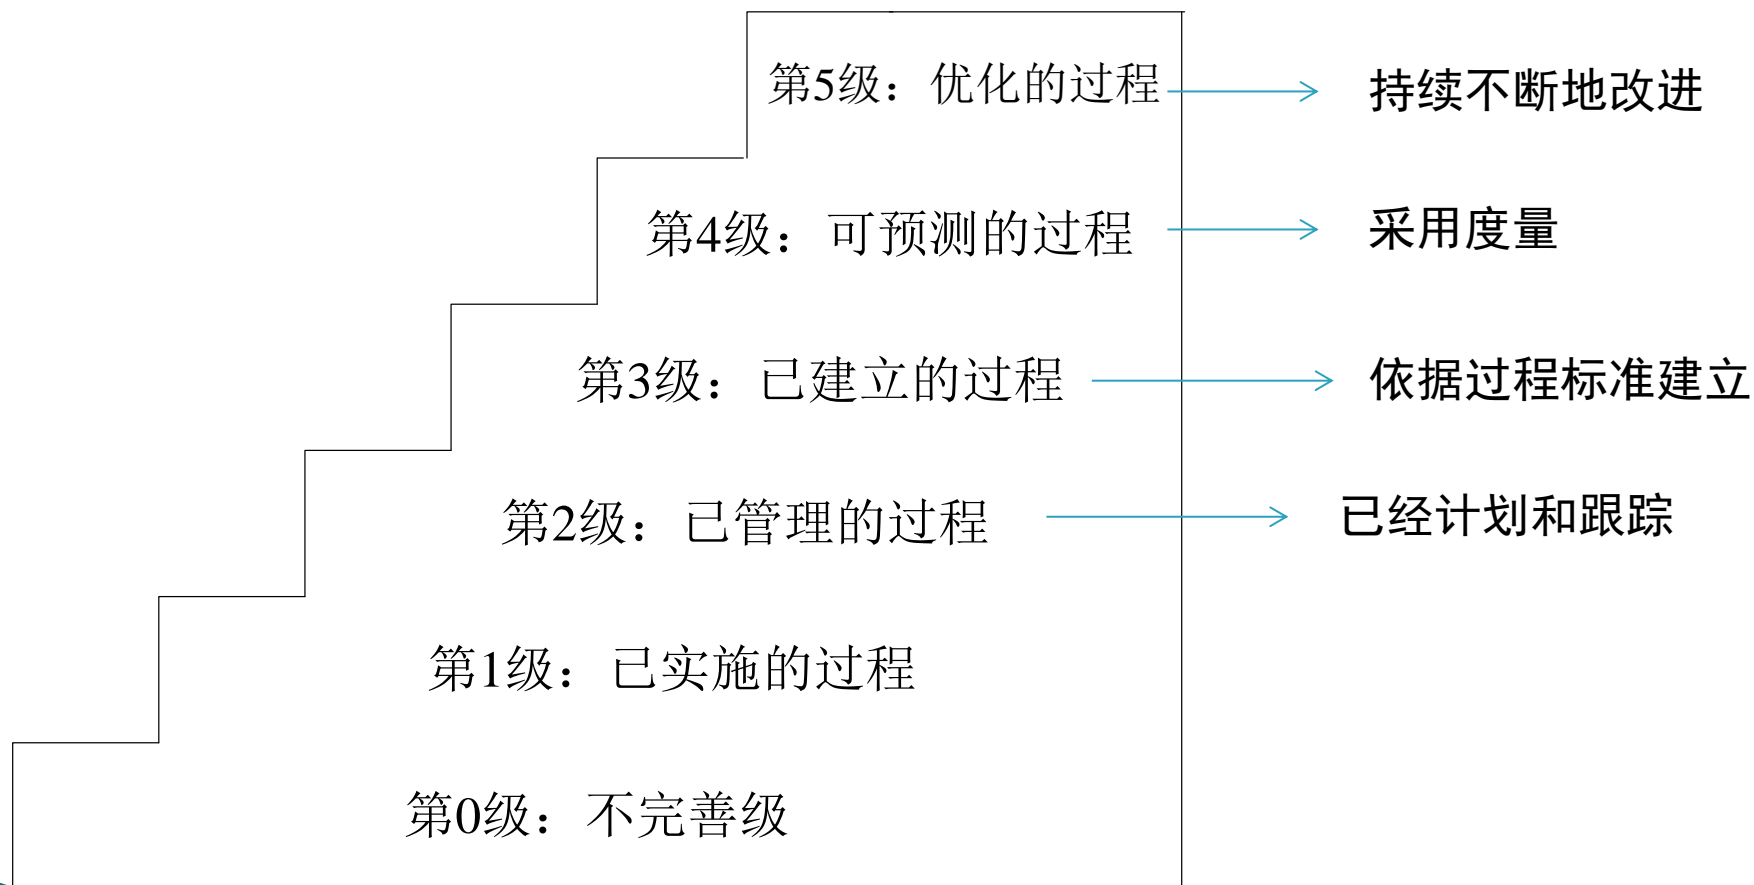 第5级：优化的过程
持续不断地改进
第4级：可预测的过程
采用度量
第3级：已建立的过程
依据过程标准建立
第2级：已管理的过程
已经计划和跟踪
第1级：已实施的过程
第0级：不完善级